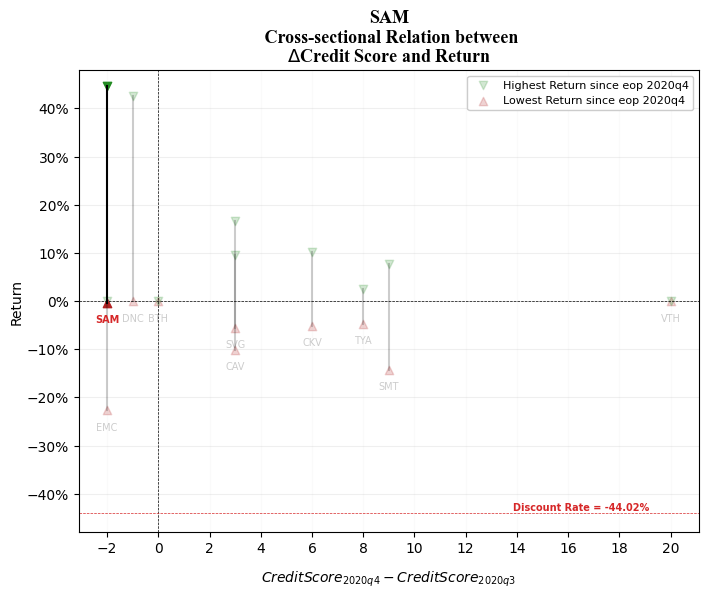 SAM
Cross-sectional Relation between
ΔCredit Score and Return
Highest Return since eop 2020q4
Lowest Return since eop 2020q4
40%
30%
20%
10%
0%
−10%
−20%
−30%
−40%
Return
SAM
DNC
BTH
VTH
SVG
CKV
TYA
CAV
SMT
EMC
Discount Rate = -44.02%
−2 0 2 4 6 8 10 12 14 16 18 20
CreditScore2020q4 − CreditScore2020q3